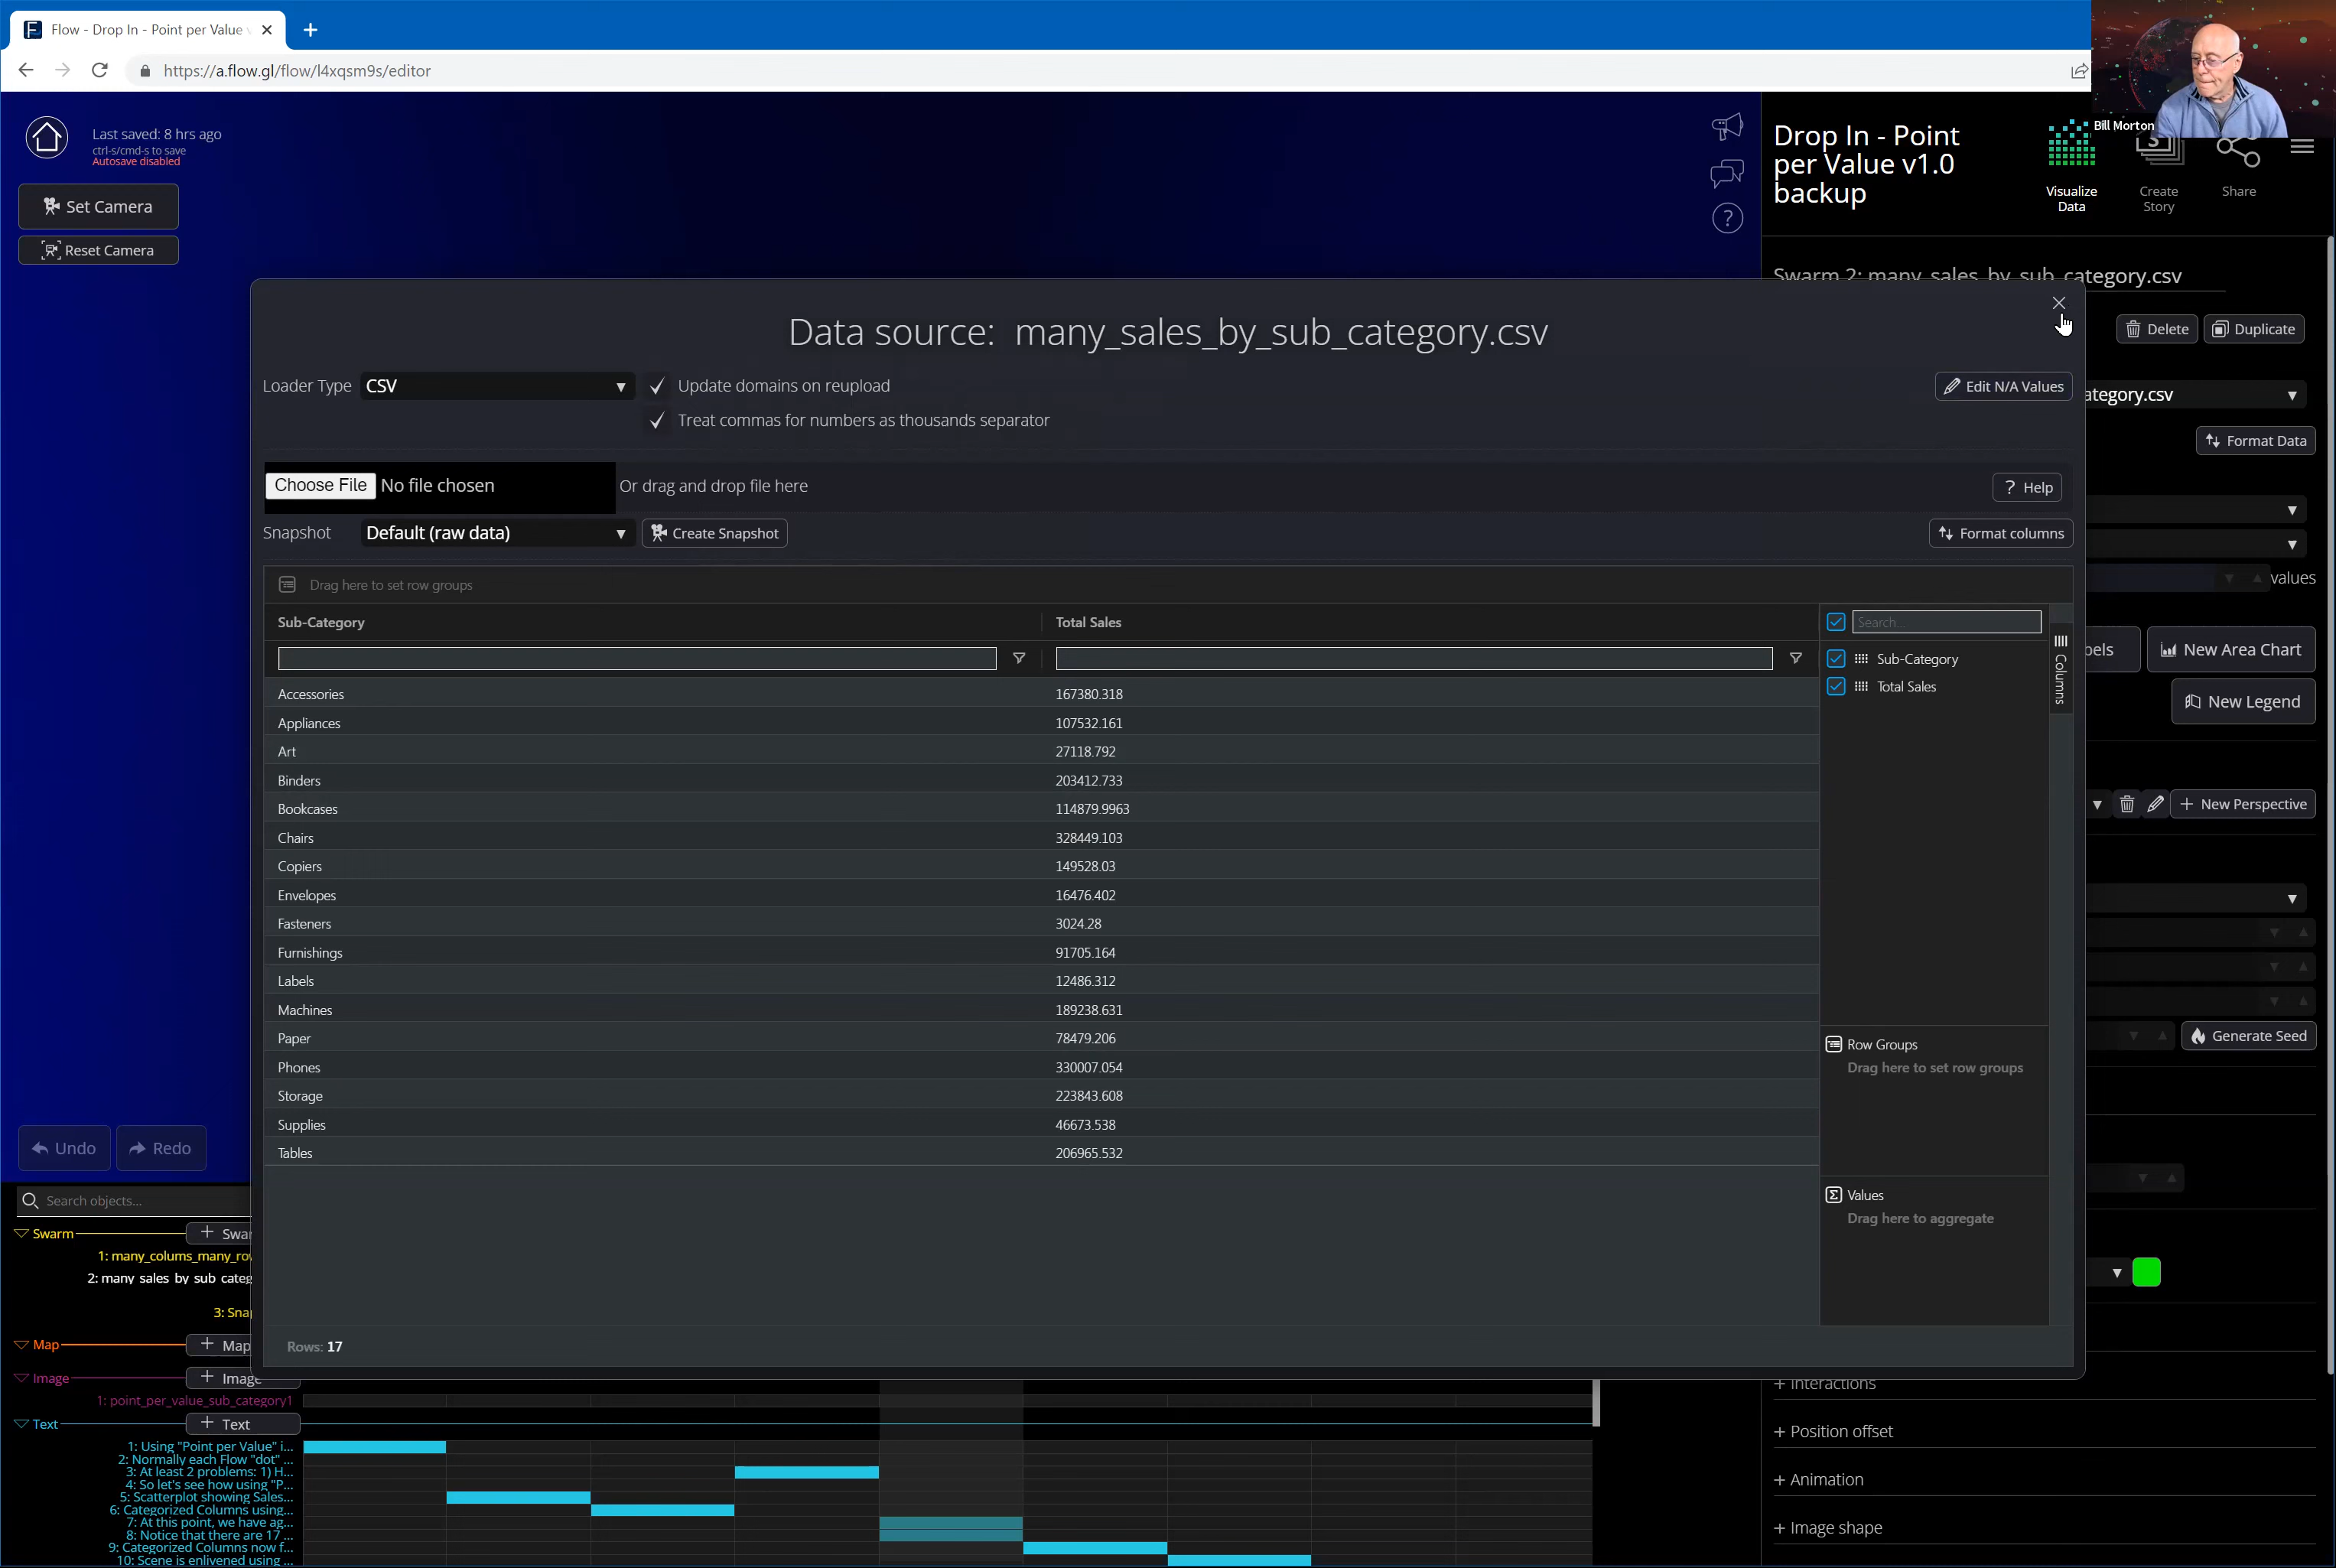 Flow - Drop In - Point per Value
https://a.flow.gl/flow/l4xqsm9s/editor
Bill Morton
Last saved: 8 hrs ago
ctrl-s/cmd-s to save
Autosave disabled
Set Camera
Reset Camera
Drop In - Point
per Value v1.0
backup
Visualize
Data
Create
Story
Share
Swarm 2: many_sales_by_sub_category.csv
Delete
Duplicate
ategory.csv
Format Data
values
bels
New Area Chart
New Legend
New Perspective
Generate Seed
Data source: many_sales_by_sub_category.csv
Loader Type CSV
Update domains on reupload
Edit N/A Values
Treat commas for numbers as thousands separator
Choose File No file chosen
Or drag and drop file here
? Help
Snapshot Default (raw data)
Create Snapshot
Format columns
Drag here to set row groups
Sub-Category Total Sales
Search...
Sub-Category
Total Sales
Columns
Accessories 167380.318
Appliances 107532.161
Art 27118.792
Binders 203412.733
Bookcases 114879.9963
Chairs 328449.103
Copiers 149528.03
Envelopes 16476.402
Fasteners 3024.28
Furnishings 91705.164
Labels 12486.312
Machines 189238.631
Paper 78479.206
Phones 330007.054
Storage 223843.608
Supplies 46673.538
Tables 206965.532
Row Groups
Drag here to set row groups
Values
Drag here to aggregate
Rows: 17
Undo
Redo
Search objects...
Swarm + Swar
1: many_colums_many_ro
2: many_sales_by_sub_categ
3: Sna
Map + Map
Image + Image
1: point_per_value_sub_category1
Text + Text
1: Using "Point per Value" i...
2: Normally each Flow "dot" ...
3: At least 2 problems: 1) H...
4: So let's see how using "P...
5: Scatterplot showing Sales...
6: Categorized Columns using...
7: At this point, we have ag...
8: Notice that there are 17 ...
9: Categorized Columns now f...
10: Scene is enlivened using ...
+ Interactions
+ Position offset
+ Animation
+ Image shape